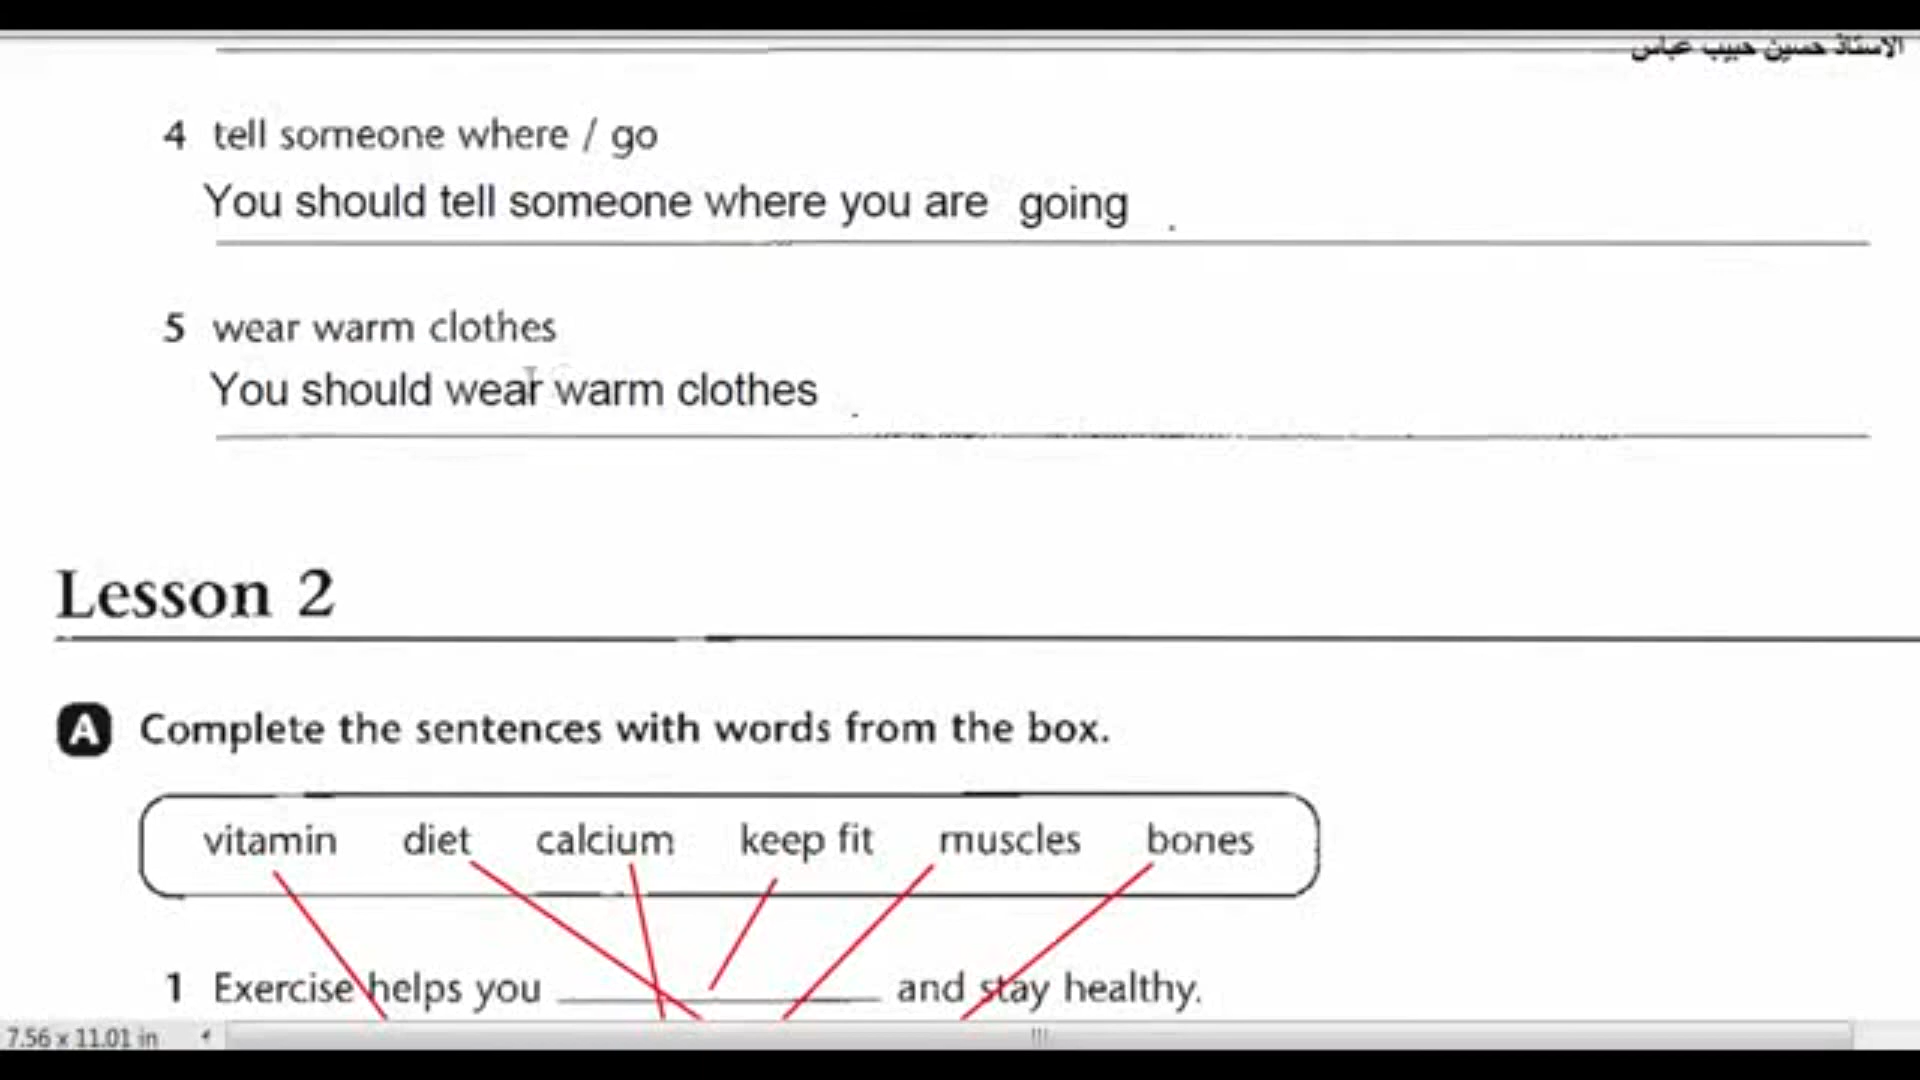 الاستاذ حسين حبيب عباس
4 tell someone where / go
You should tell someone where you are going .
5 wear warm clothes
You should wear warm clothes .
Lesson 2
A Complete the sentences with words from the box.
vitamin diet calcium keep fit muscles bones
1 Exercise helps you __________ and stay healthy.
7.56 x 11.01 in